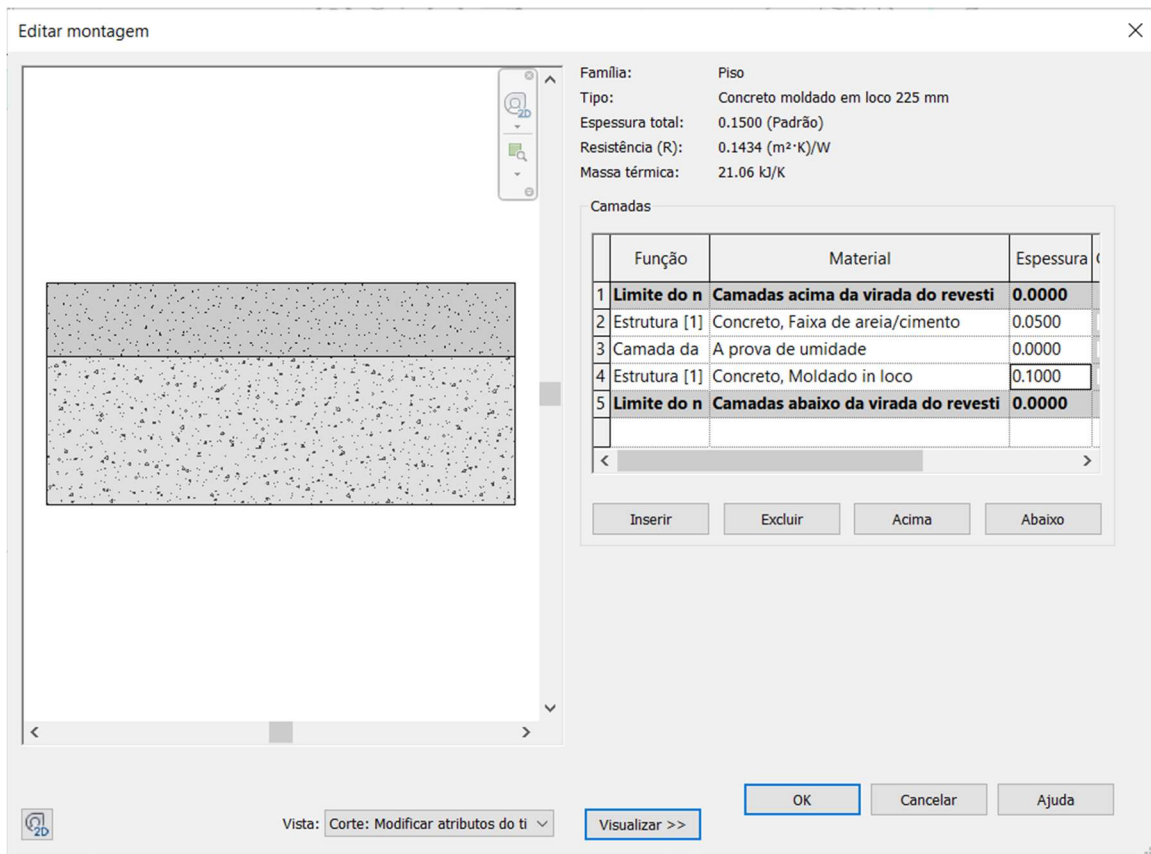 Editar montagem
2D
Família: Piso
Tipo: Concreto moldado em loco 225 mm
Espessura total: 0.1500 (Padrão)
Resistência (R): 0.1434 (m²·K)/W
Massa térmica: 21.06 kJ/K
Camadas
Função Material Espessura
1 Limite do n Camadas acima da virada do revesti 0.0000
2 Estrutura [1] Concreto, Faixa de areia/cimento 0.0500
3 Camada da A prova de umidade 0.0000
4 Estrutura [1] Concreto, Moldado in loco 0.1000
5 Limite do n Camadas abaixo da virada do revesti 0.0000
Inserir Excluir Acima Abaixo
OK Cancelar Ajuda
2D Vista: Corte: Modificar atributos do ti Visualizar >>